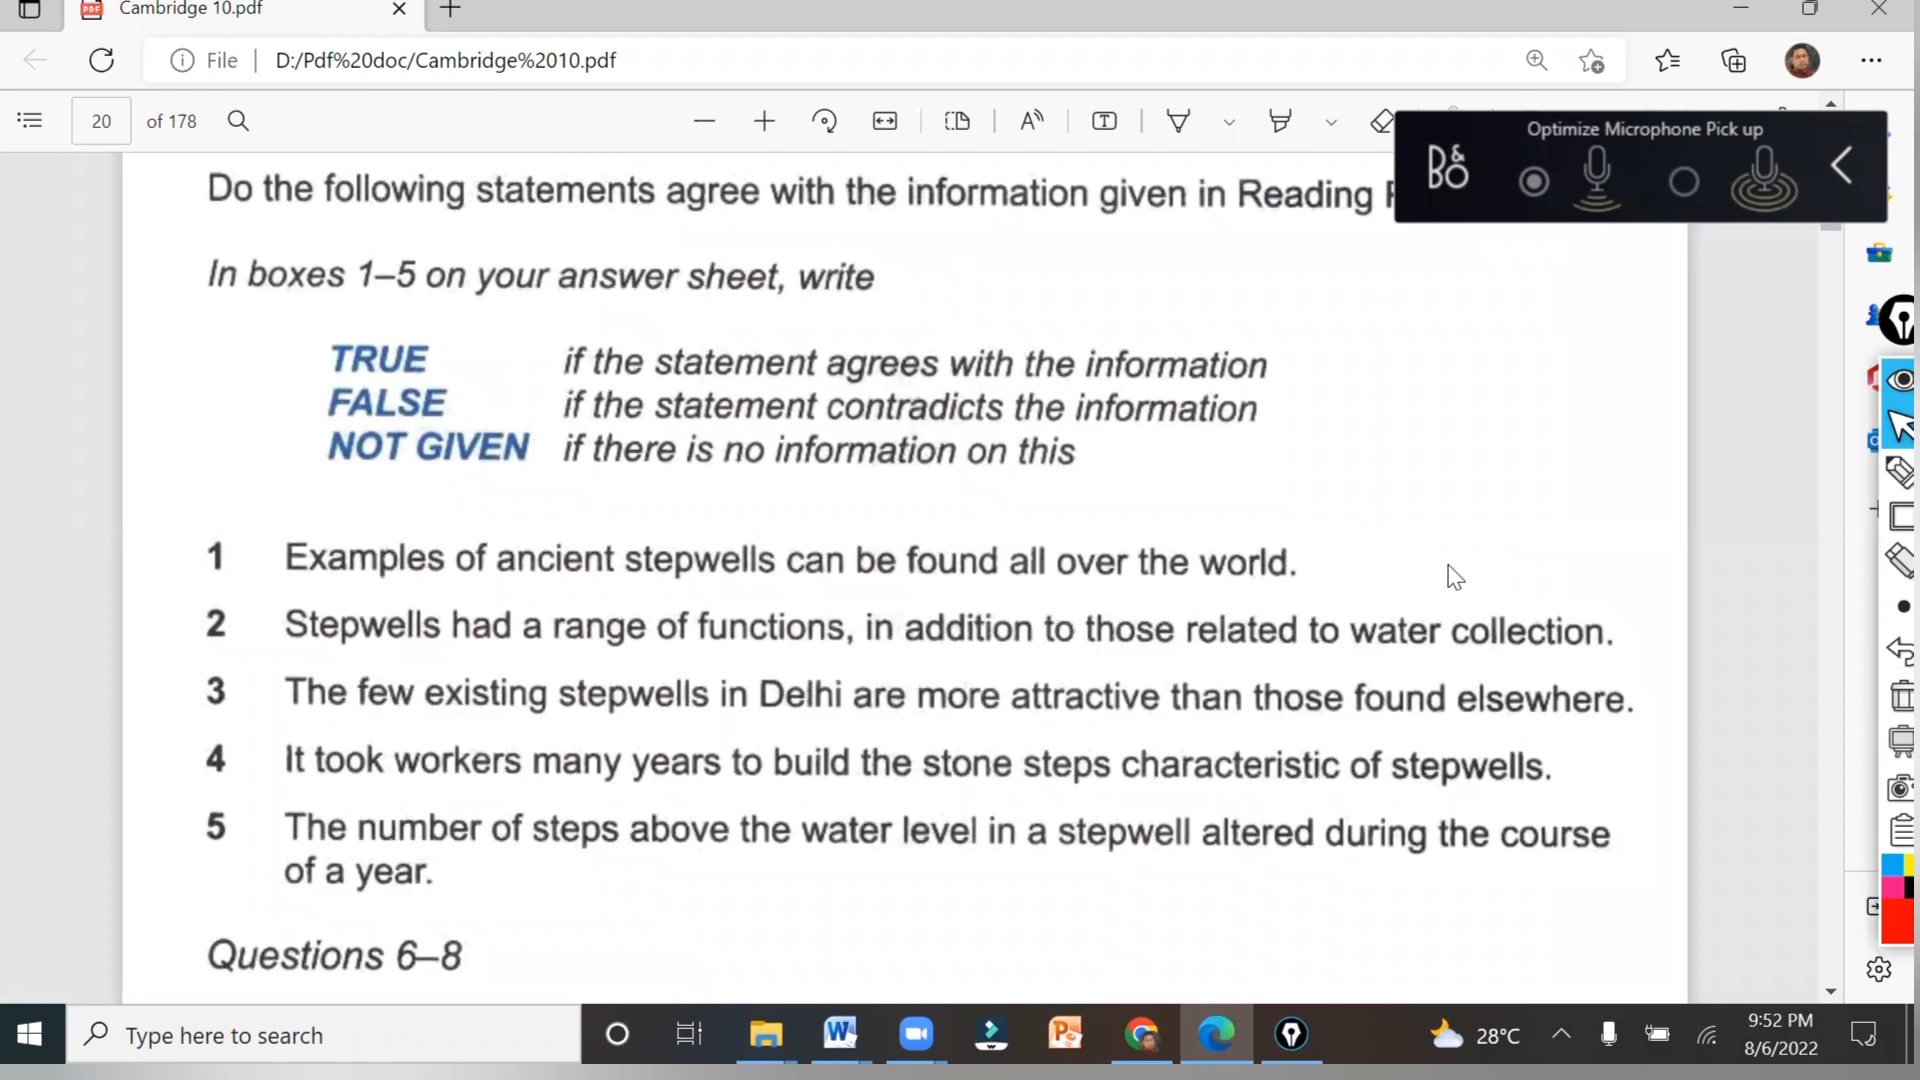 Cambridge 10.pdf
File
D:/Pdf%20doc/Cambridge%2010.pdf
20 of 178
Optimize Microphone Pick up
B&O
Do the following statements agree with the information given in Reading
In boxes 1–5 on your answer sheet, write
TRUE if the statement agrees with the information
FALSE if the statement contradicts the information
NOT GIVEN if there is no information on this
1 Examples of ancient stepwells can be found all over the world.
2 Stepwells had a range of functions, in addition to those related to water collection.
3 The few existing stepwells in Delhi are more attractive than those found elsewhere.
4 It took workers many years to build the stone steps characteristic of stepwells.
5 The number of steps above the water level in a stepwell altered during the course
of a year.
Questions 6–8
Type here to search
28°C
9:52 PM
8/6/2022